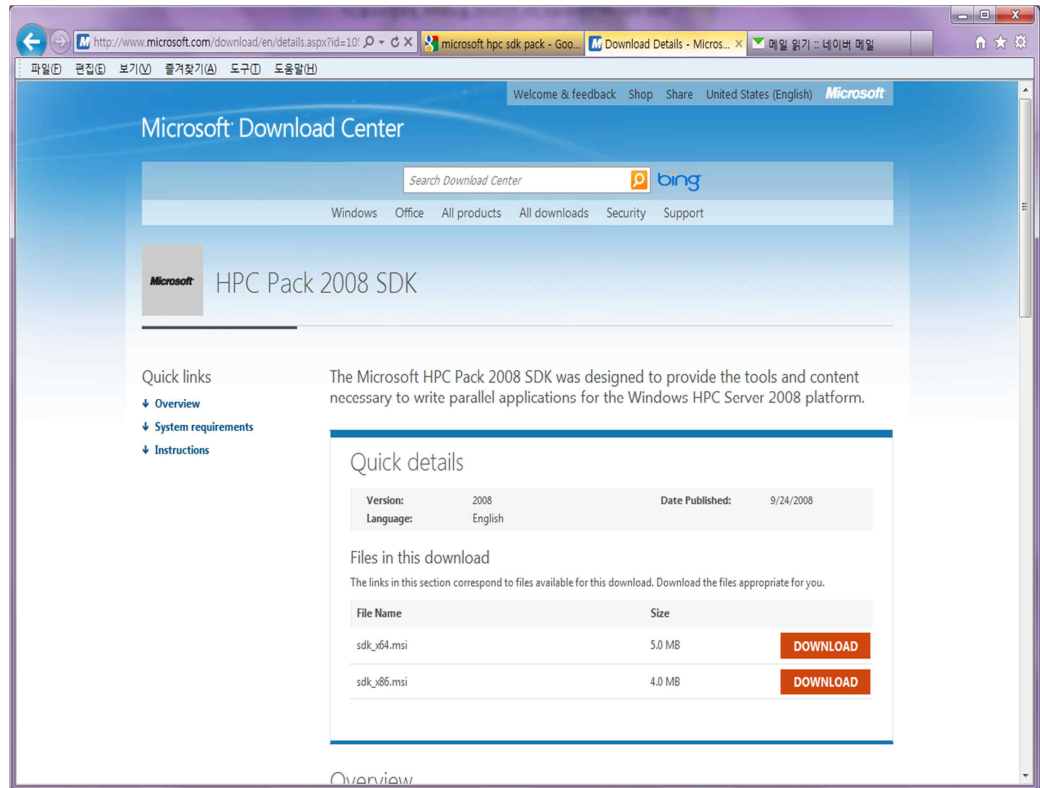 http://www.microsoft.com/download/en/details.aspx?id=10
microsoft hpc sdk pack - Goo...
Download Details - Micros...
메일 읽기 :: 네이버 메일
파일(F) 편집(E) 보기(V) 즐겨찾기(A) 도구(T) 도움말(H)
Welcome & feedback Shop Share United States (English) Microsoft
Microsoft Download Center
Search Download Center
bing
Windows Office All products All downloads Security Support
Microsoft
HPC Pack 2008 SDK
Quick links
Overview
System requirements
Instructions
The Microsoft HPC Pack 2008 SDK was designed to provide the tools and content
necessary to write parallel applications for the Windows HPC Server 2008 platform.
Quick details
Version: 2008 Date Published: 9/24/2008
Language: English
Files in this download
The links in this section correspond to files available for this download. Download the files appropriate for you.
File Name Size
sdk_x64.msi 5.0 MB DOWNLOAD
sdk_x86.msi 4.0 MB DOWNLOAD
Overview